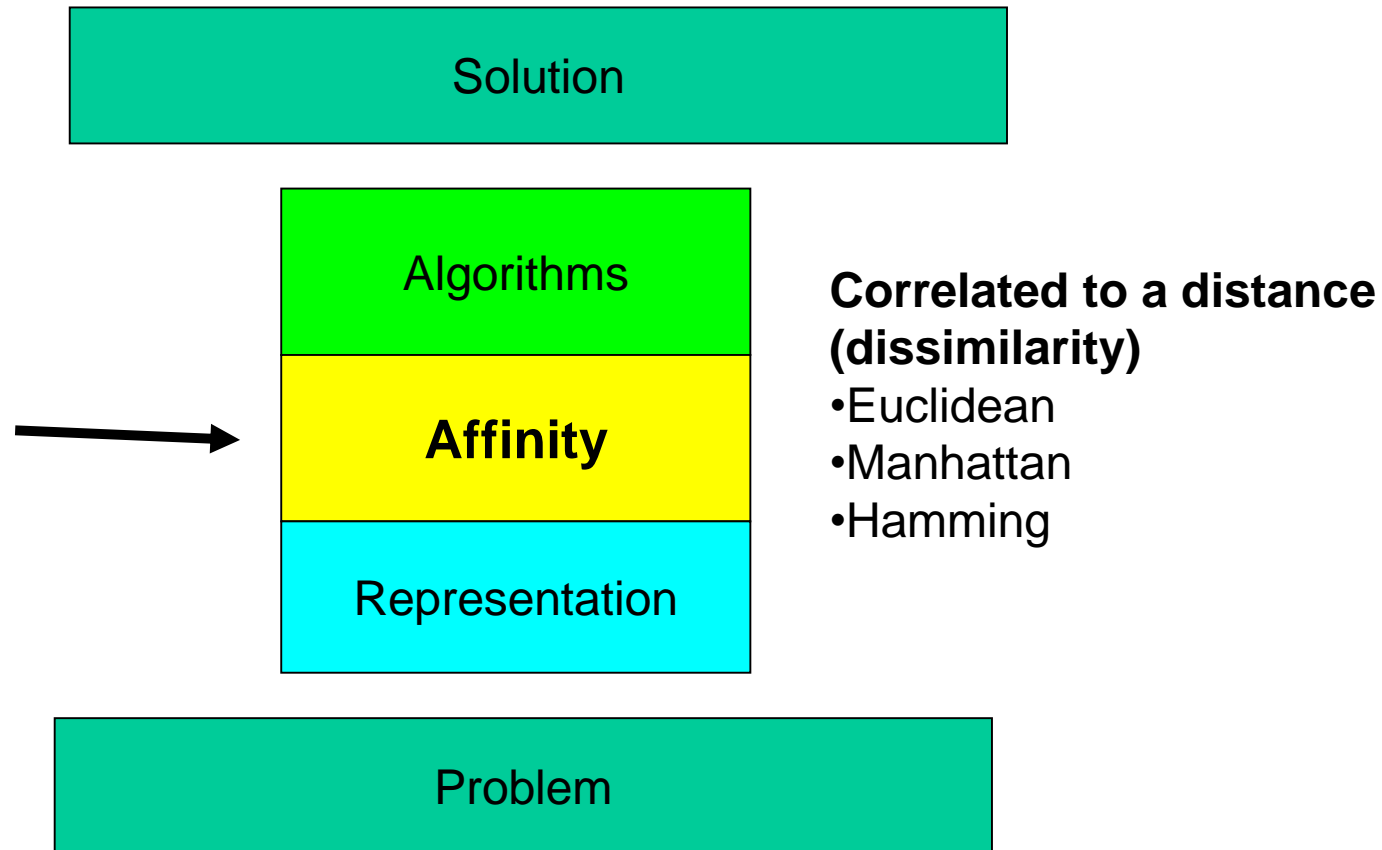 Solution
Algorithms
Affinity
Representation
Correlated to a distance
(dissimilarity)
•Euclidean
•Manhattan
•Hamming
Problem